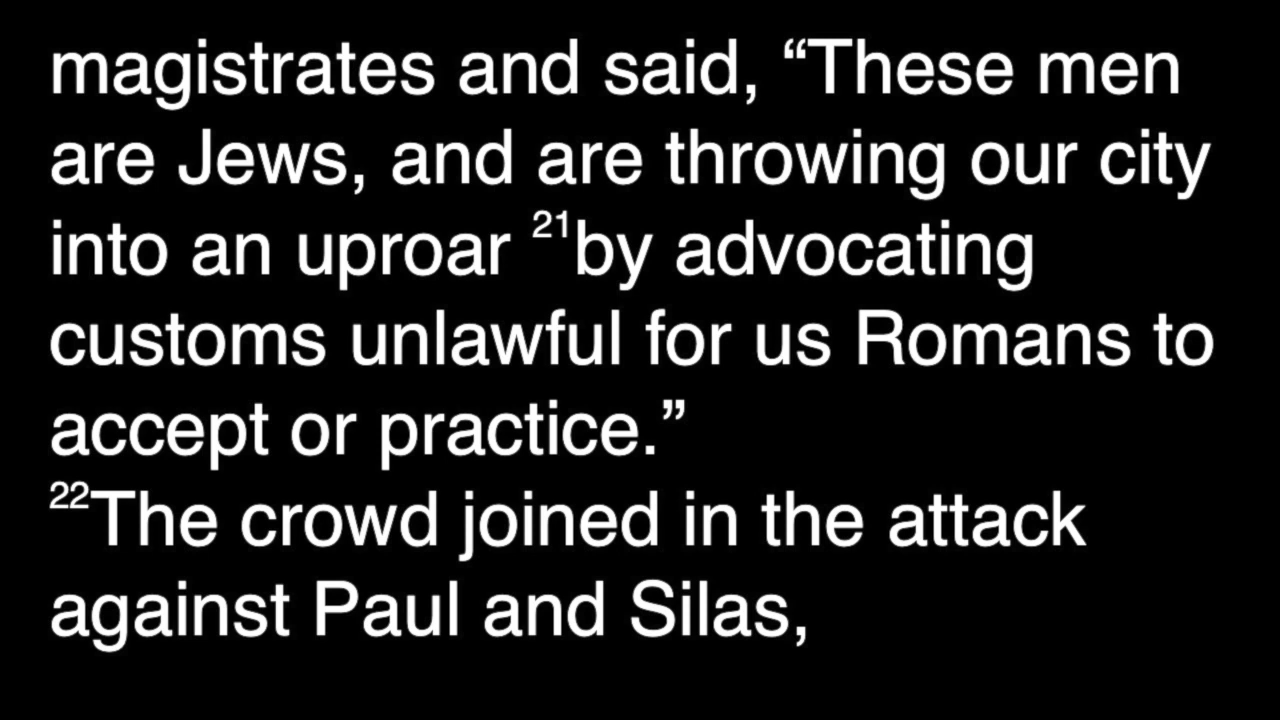 magistrates and said, “These men
are Jews, and are throwing our city
into an uproar ²¹by advocating
customs unlawful for us Romans to
accept or practice.”
²²The crowd joined in the attack
against Paul and Silas,